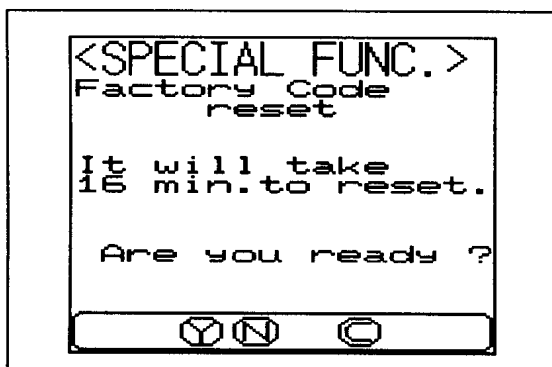 <SPECIAL FUNC.>
Factory Code
reset
It will take
16 min.to reset.
Are you ready ?
Y N C